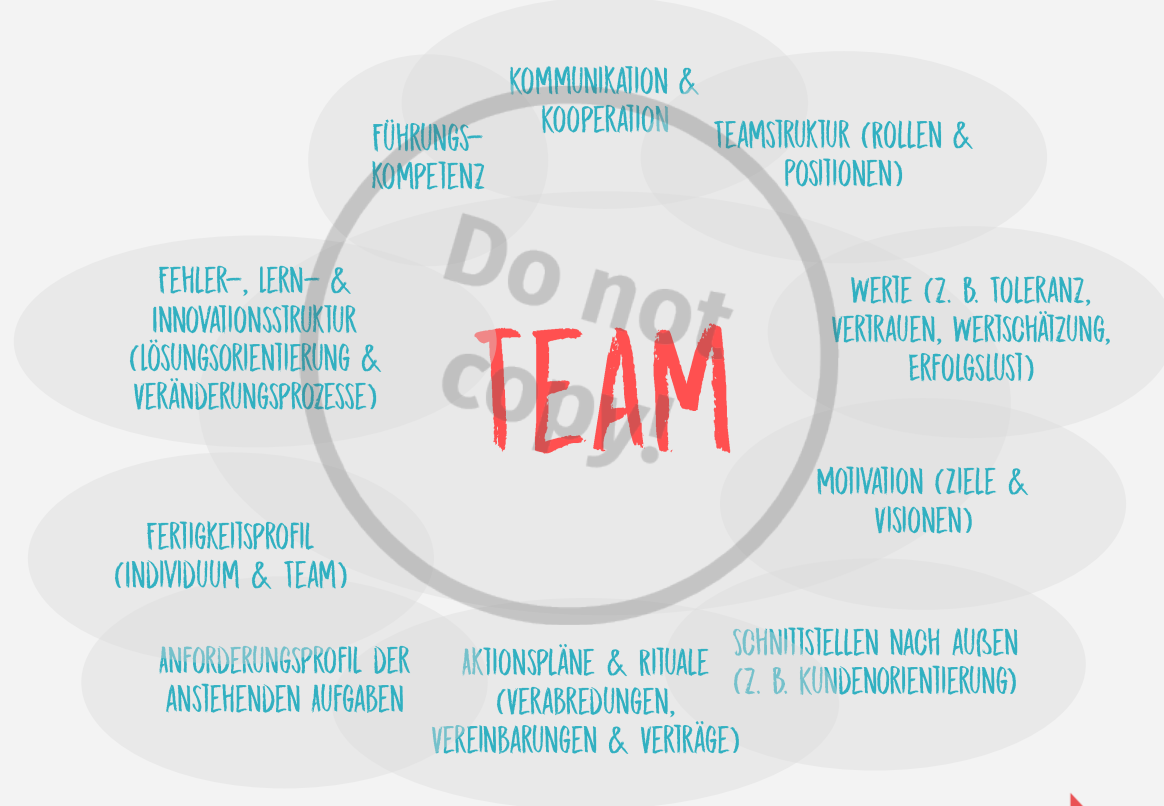 KOMMUNIKATION &
KOOPERATION
FÜHRUNGS-
KOMPETENZ
TEAMSTRUKTUR (ROLLEN &
POSITIONEN)
FEHLER-, LERN- &
INNOVATIONSSTRUKTUR
(LÖSUNGSORIENTIERUNG &
VERÄNDERUNGSPROZESSE)
WERTE (Z. B. TOLERANZ,
VERTRAUEN, WERTSCHÄTZUNG,
ERFOLGSLUST)
Do not
copy!
TEAM
MOTIVATION (ZIELE &
VISIONEN)
FERTIGKEITSPROFIL
(INDIVIDUUM & TEAM)
ANFORDERUNGSPROFIL DER
ANSTEHENDEN AUFGABEN
AKTIONSPLÄNE & RITUALE
(VERABREDUNGEN,
VEREINBARUNGEN & VERTRÄGE)
SCHNITTSTELLEN NACH AUßEN
(Z. B. KUNDENORIENTIERUNG)